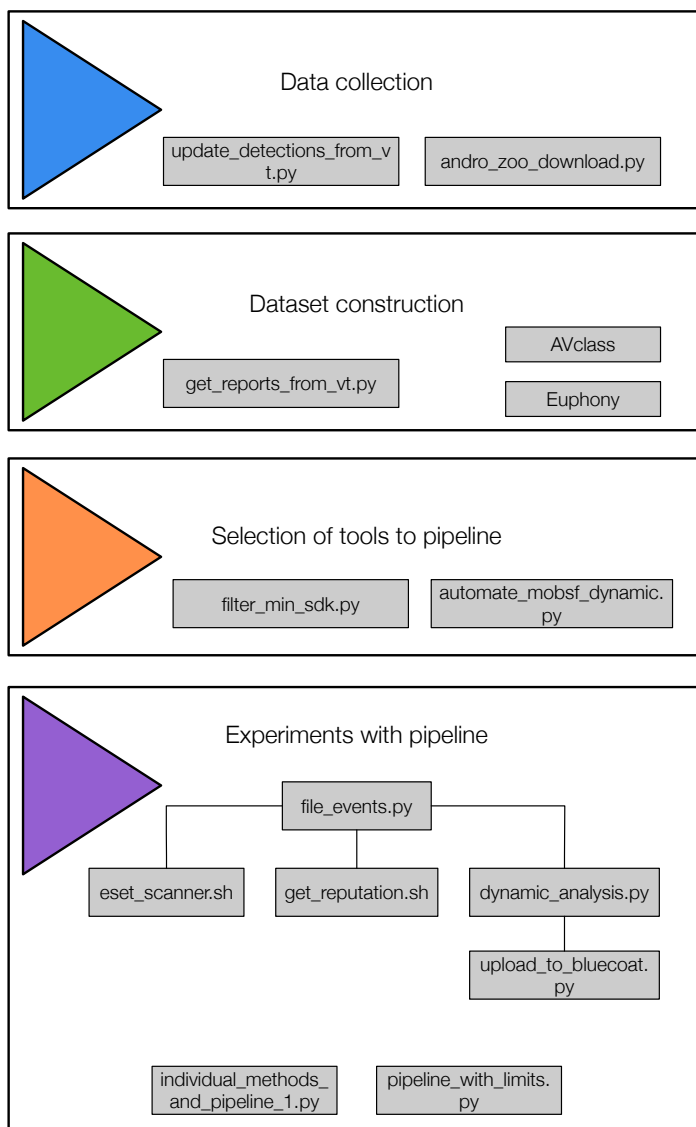 Data collection
update_detections_from_v
t.py
andro_zoo_download.py
Dataset construction
AVclass
get_reports_from_vt.py
Euphony
Selection of tools to pipeline
filter_min_sdk.py
automate_mobsf_dynamic.
py
Experiments with pipeline
file_events.py
eset_scanner.sh
get_reputation.sh
dynamic_analysis.py
upload_to_bluecoat.
py
individual_methods_
and_pipeline_1.py
pipeline_with_limits.
py